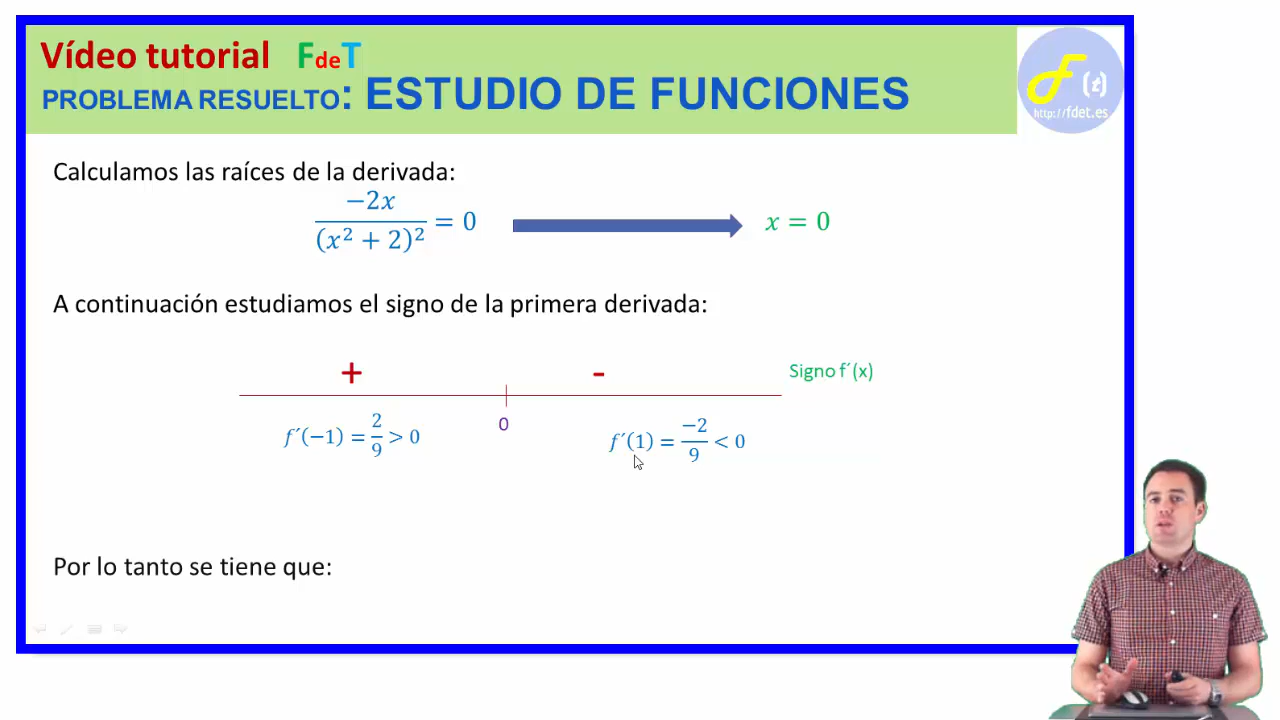 Vídeo tutorial FdeT
PROBLEMA RESUELTO: ESTUDIO DE FUNCIONES
F(x)
http://fdet.es
Calculamos las raíces de la derivada:
−2x
(x² + 2)² = 0 x = 0
A continuación estudiamos el signo de la primera derivada:
+ - Signo f´(x)
0
f´(−1) = 2/9 > 0 f´(1) = −2/9 < 0
Por lo tanto se tiene que: